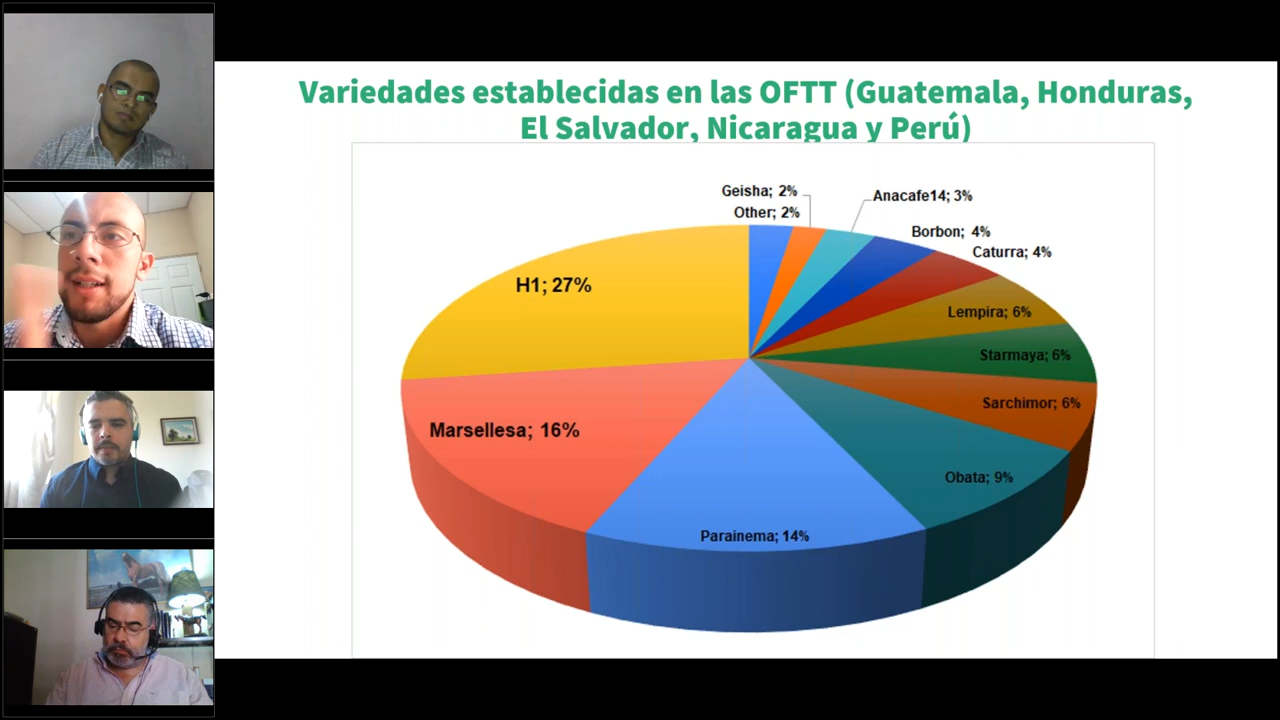 Variedades establecidas en las OFTT (Guatemala, Honduras,
El Salvador, Nicaragua y Perú)
Geisha; 2%
Other; 2%
Anacafe14; 3%
Borbon; 4%
Caturra; 4%
H1; 27%
Lempira; 6%
Starmaya; 6%
Sarchimor; 6%
Marsellesa; 16%
Obata; 9%
Parainema; 14%